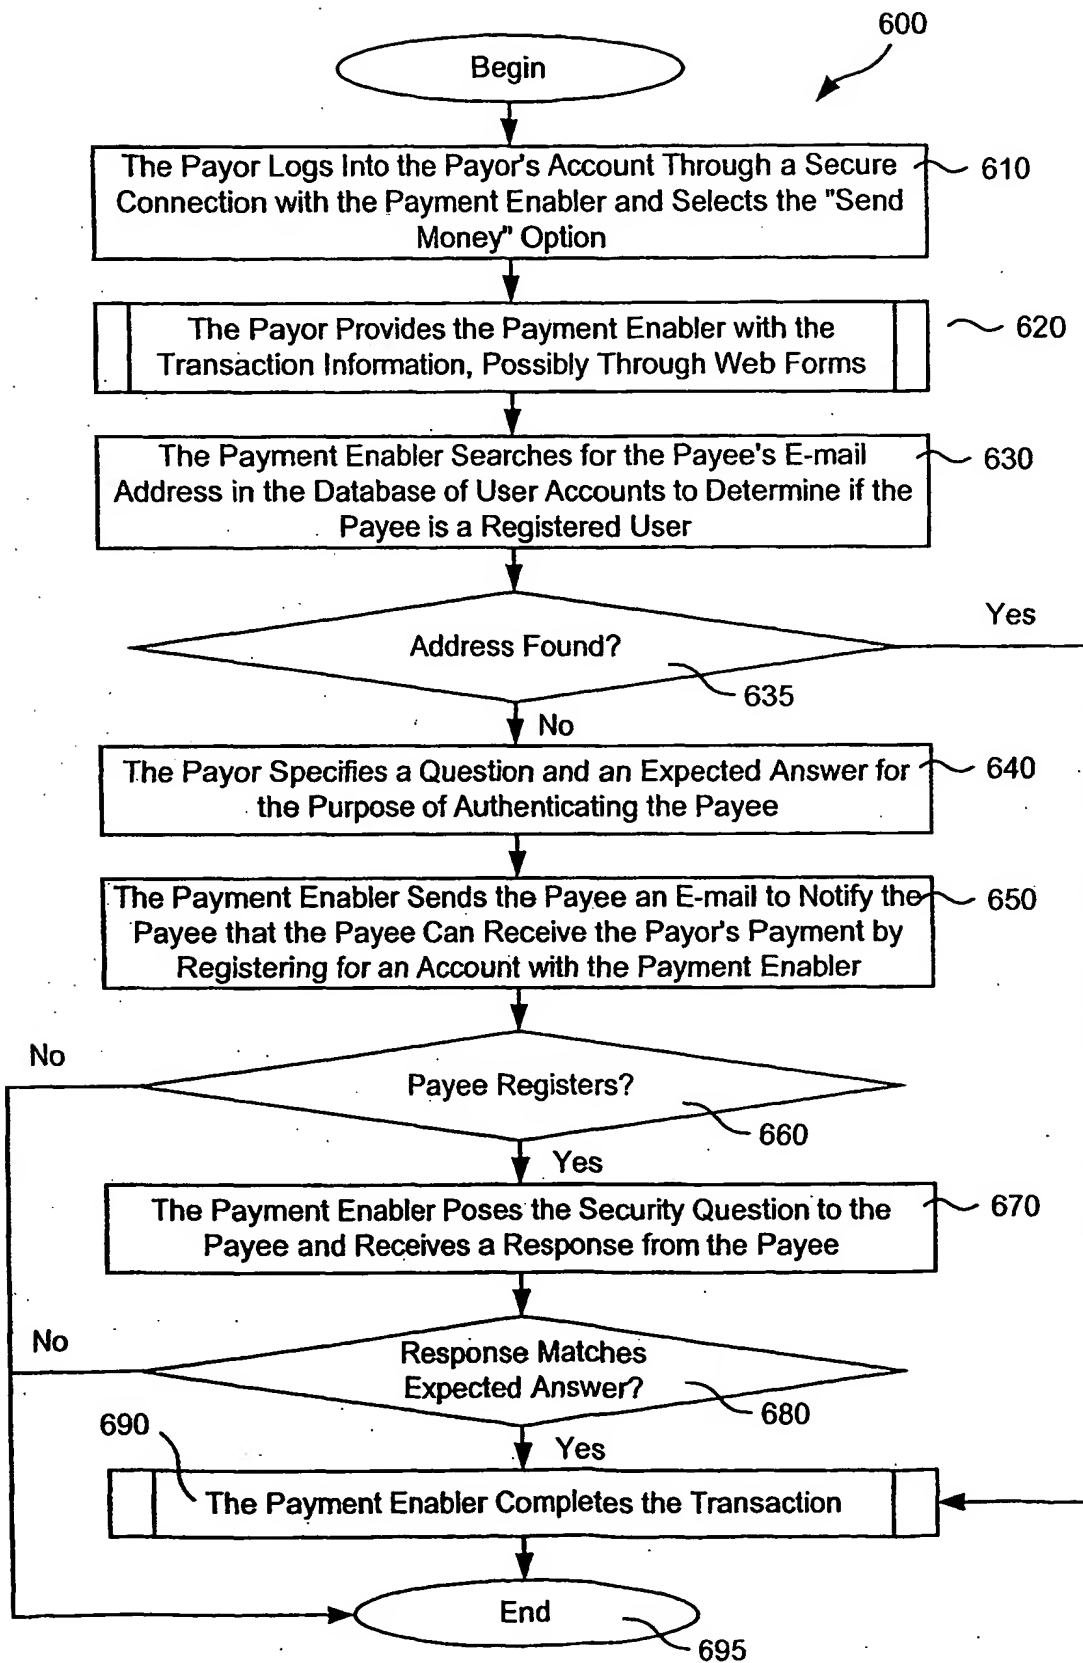 600
Begin
The Payor Logs Into the Payor's Account Through a Secure
Connection with the Payment Enabler and Selects the "Send
Money" Option
610
The Payor Provides the Payment Enabler with the
Transaction Information, Possibly Through Web Forms
620
The Payment Enabler Searches for the Payee's E-mail
Address in the Database of User Accounts to Determine if the
Payee is a Registered User
630
Yes
Address Found?
635
No
The Payor Specifies a Question and an Expected Answer for
the Purpose of Authenticating the Payee
640
The Payment Enabler Sends the Payee an E-mail to Notify the
Payee that the Payee Can Receive the Payor's Payment by
Registering for an Account with the Payment Enabler
650
No
Payee Registers?
660
Yes
The Payment Enabler Poses the Security Question to the
Payee and Receives a Response from the Payee
670
No
Response Matches
Expected Answer?
680
690
Yes
The Payment Enabler Completes the Transaction
End
695